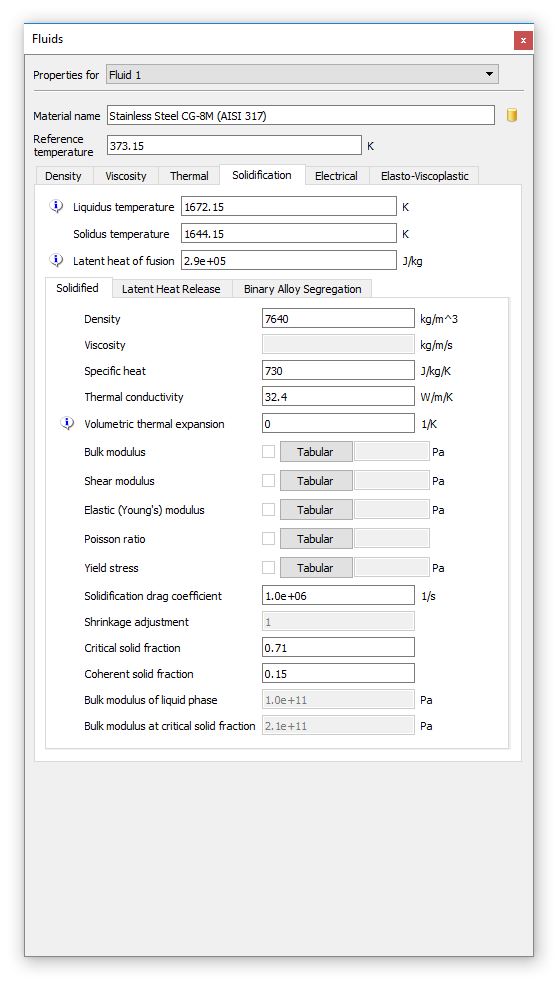 Fluids
x
Properties for Fluid 1
Material name Stainless Steel CG-8M (AISI 317)
Reference
temperature 373.15 K
Density Viscosity Thermal Solidification Electrical Elasto-Viscoplastic
i Liquidus temperature 1672.15 K
Solidus temperature 1644.15 K
i Latent heat of fusion 2.9e+05 J/kg
Solidified Latent Heat Release Binary Alloy Segregation
Density 7640 kg/m^3
Viscosity kg/m/s
Specific heat 730 J/kg/K
Thermal conductivity 32.4 W/m/K
i Volumetric thermal expansion 0 1/K
Bulk modulus Tabular Pa
Shear modulus Tabular Pa
Elastic (Young's) modulus Tabular Pa
Poisson ratio Tabular
Yield stress Tabular Pa
Solidification drag coefficient 1.0e+06 1/s
Shrinkage adjustment 1
Critical solid fraction 0.71
Coherent solid fraction 0.15
Bulk modulus of liquid phase 1.0e+11 Pa
Bulk modulus at critical solid fraction 2.1e+11 Pa